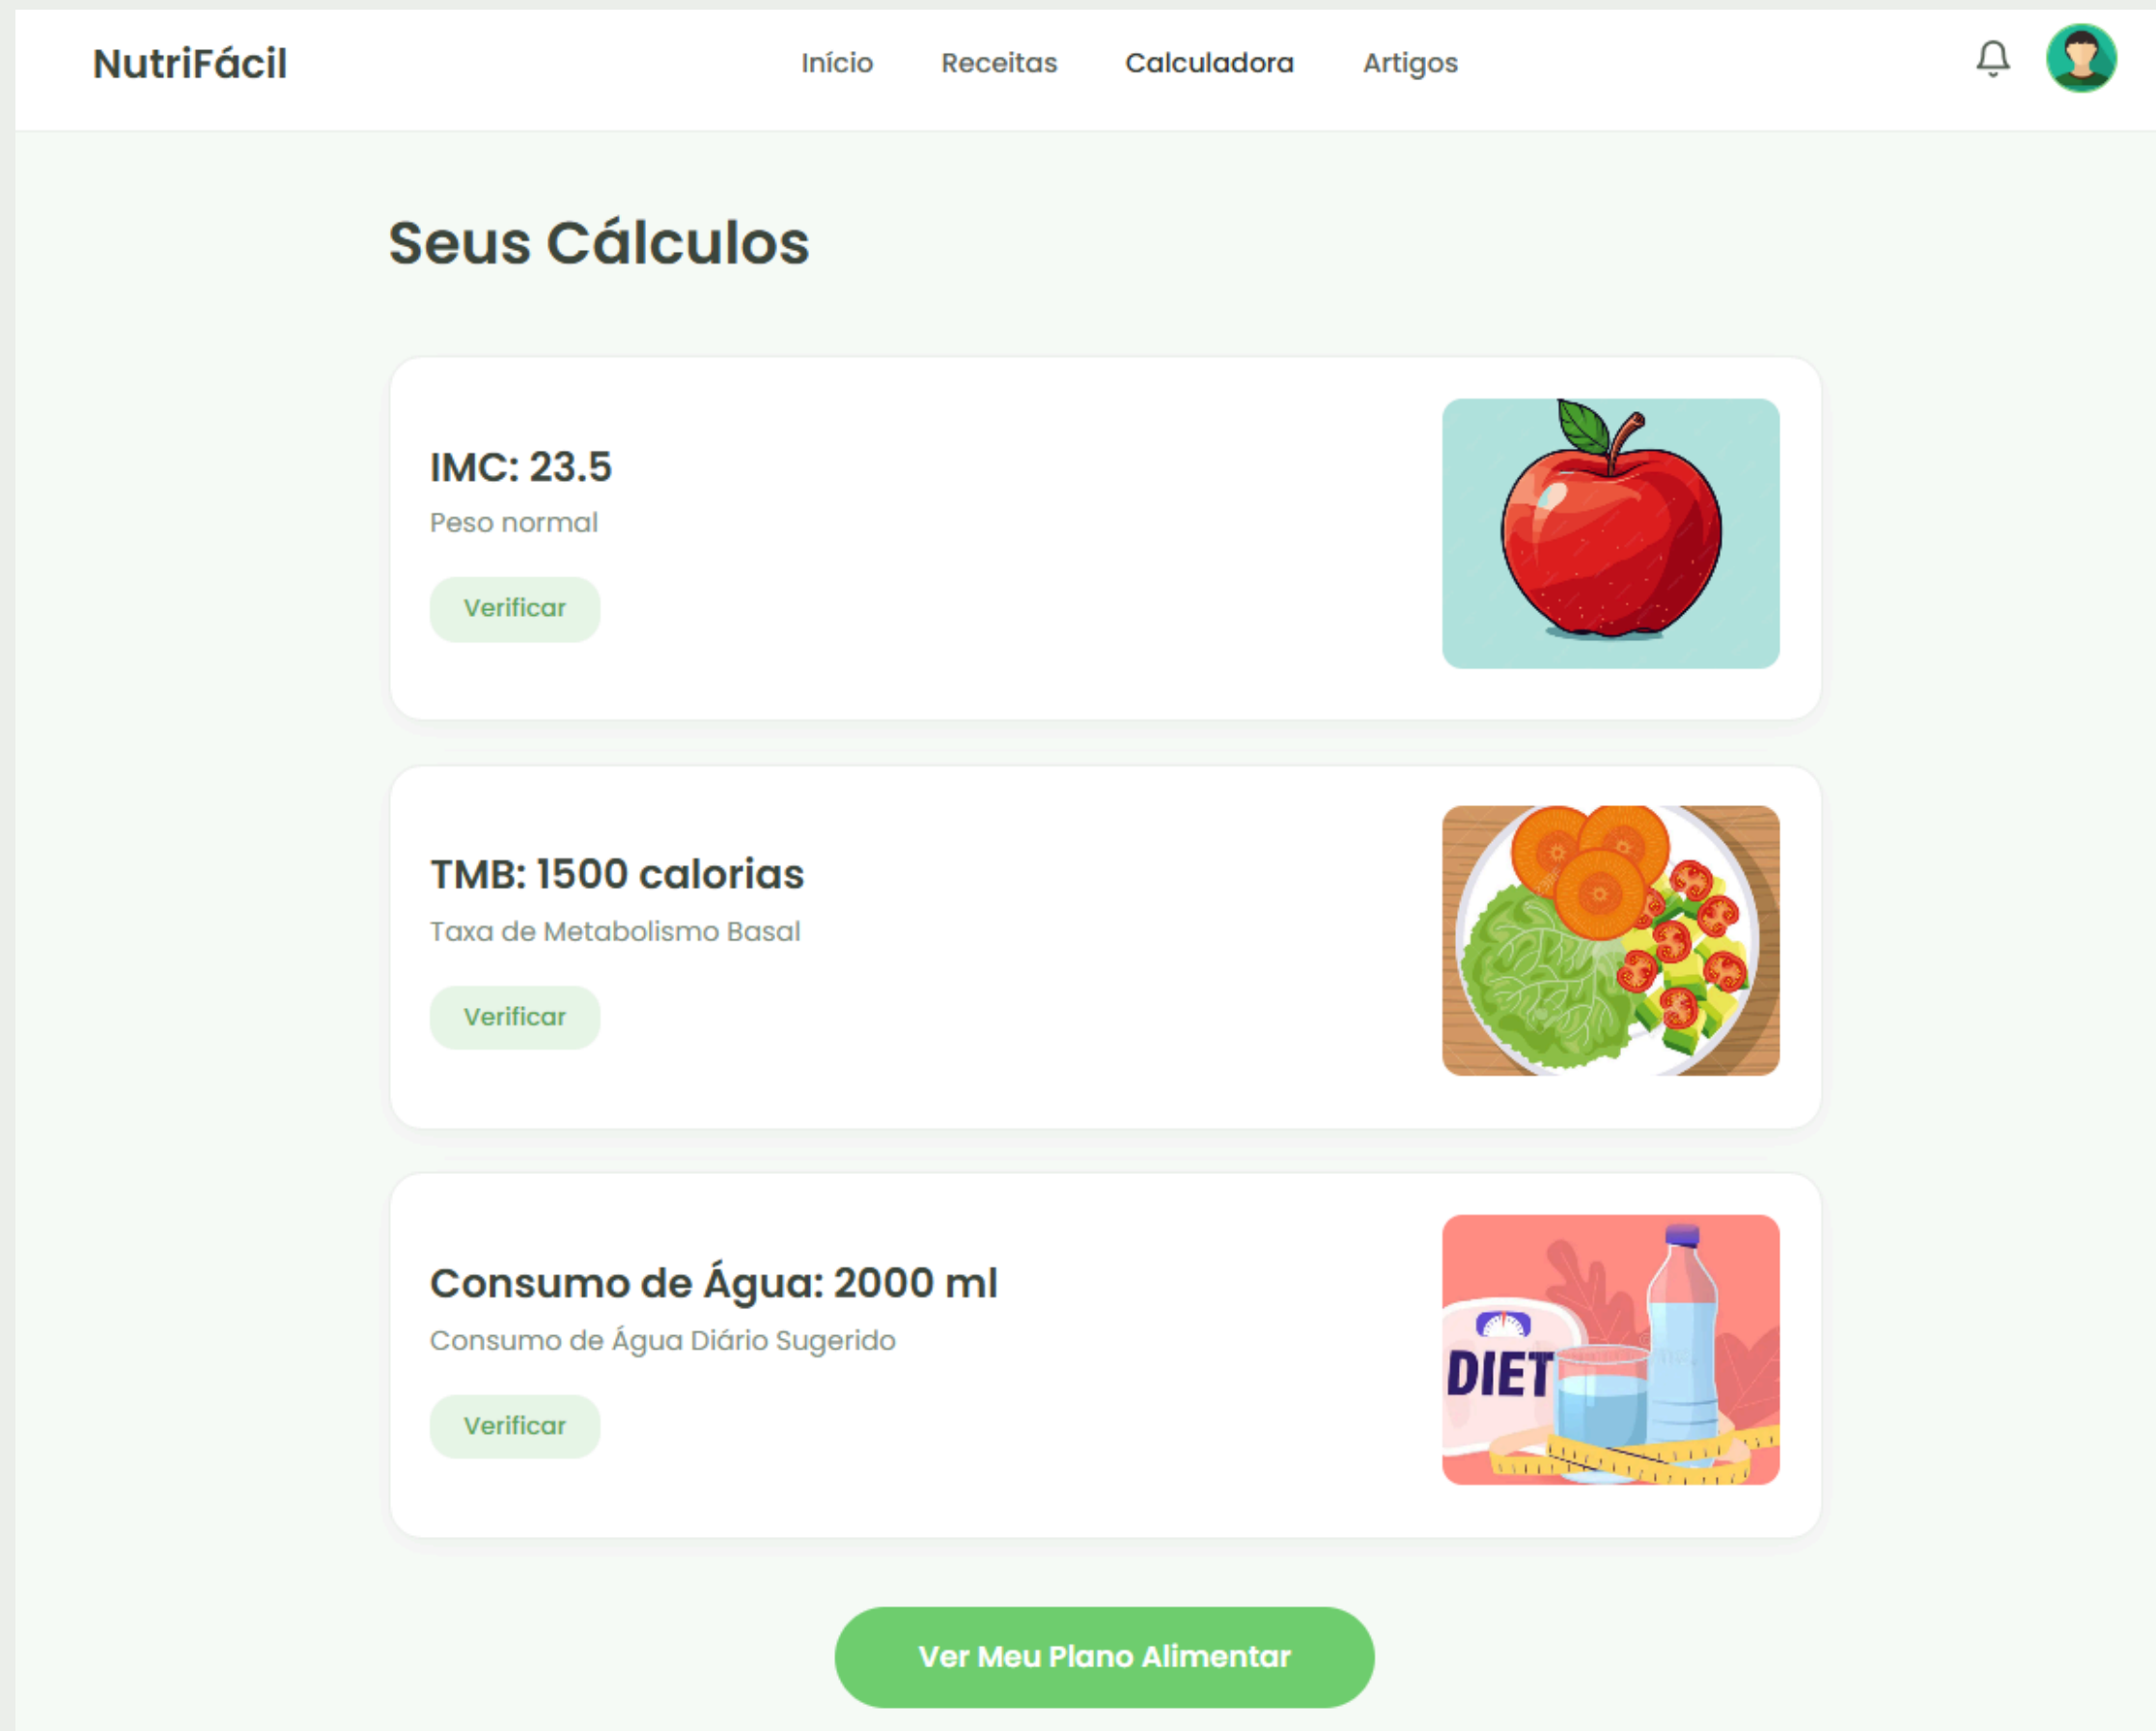 NutriFácil
Início Receitas Calculadora Artigos
Seus Cálculos
IMC: 23.5
Peso normal
Verificar
TMB: 1500 calorias
Taxa de Metabolismo Basal
Verificar
Consumo de Água: 2000 ml
Consumo de Água Diário Sugerido
Verificar
DIET
Ver Meu Plano Alimentar